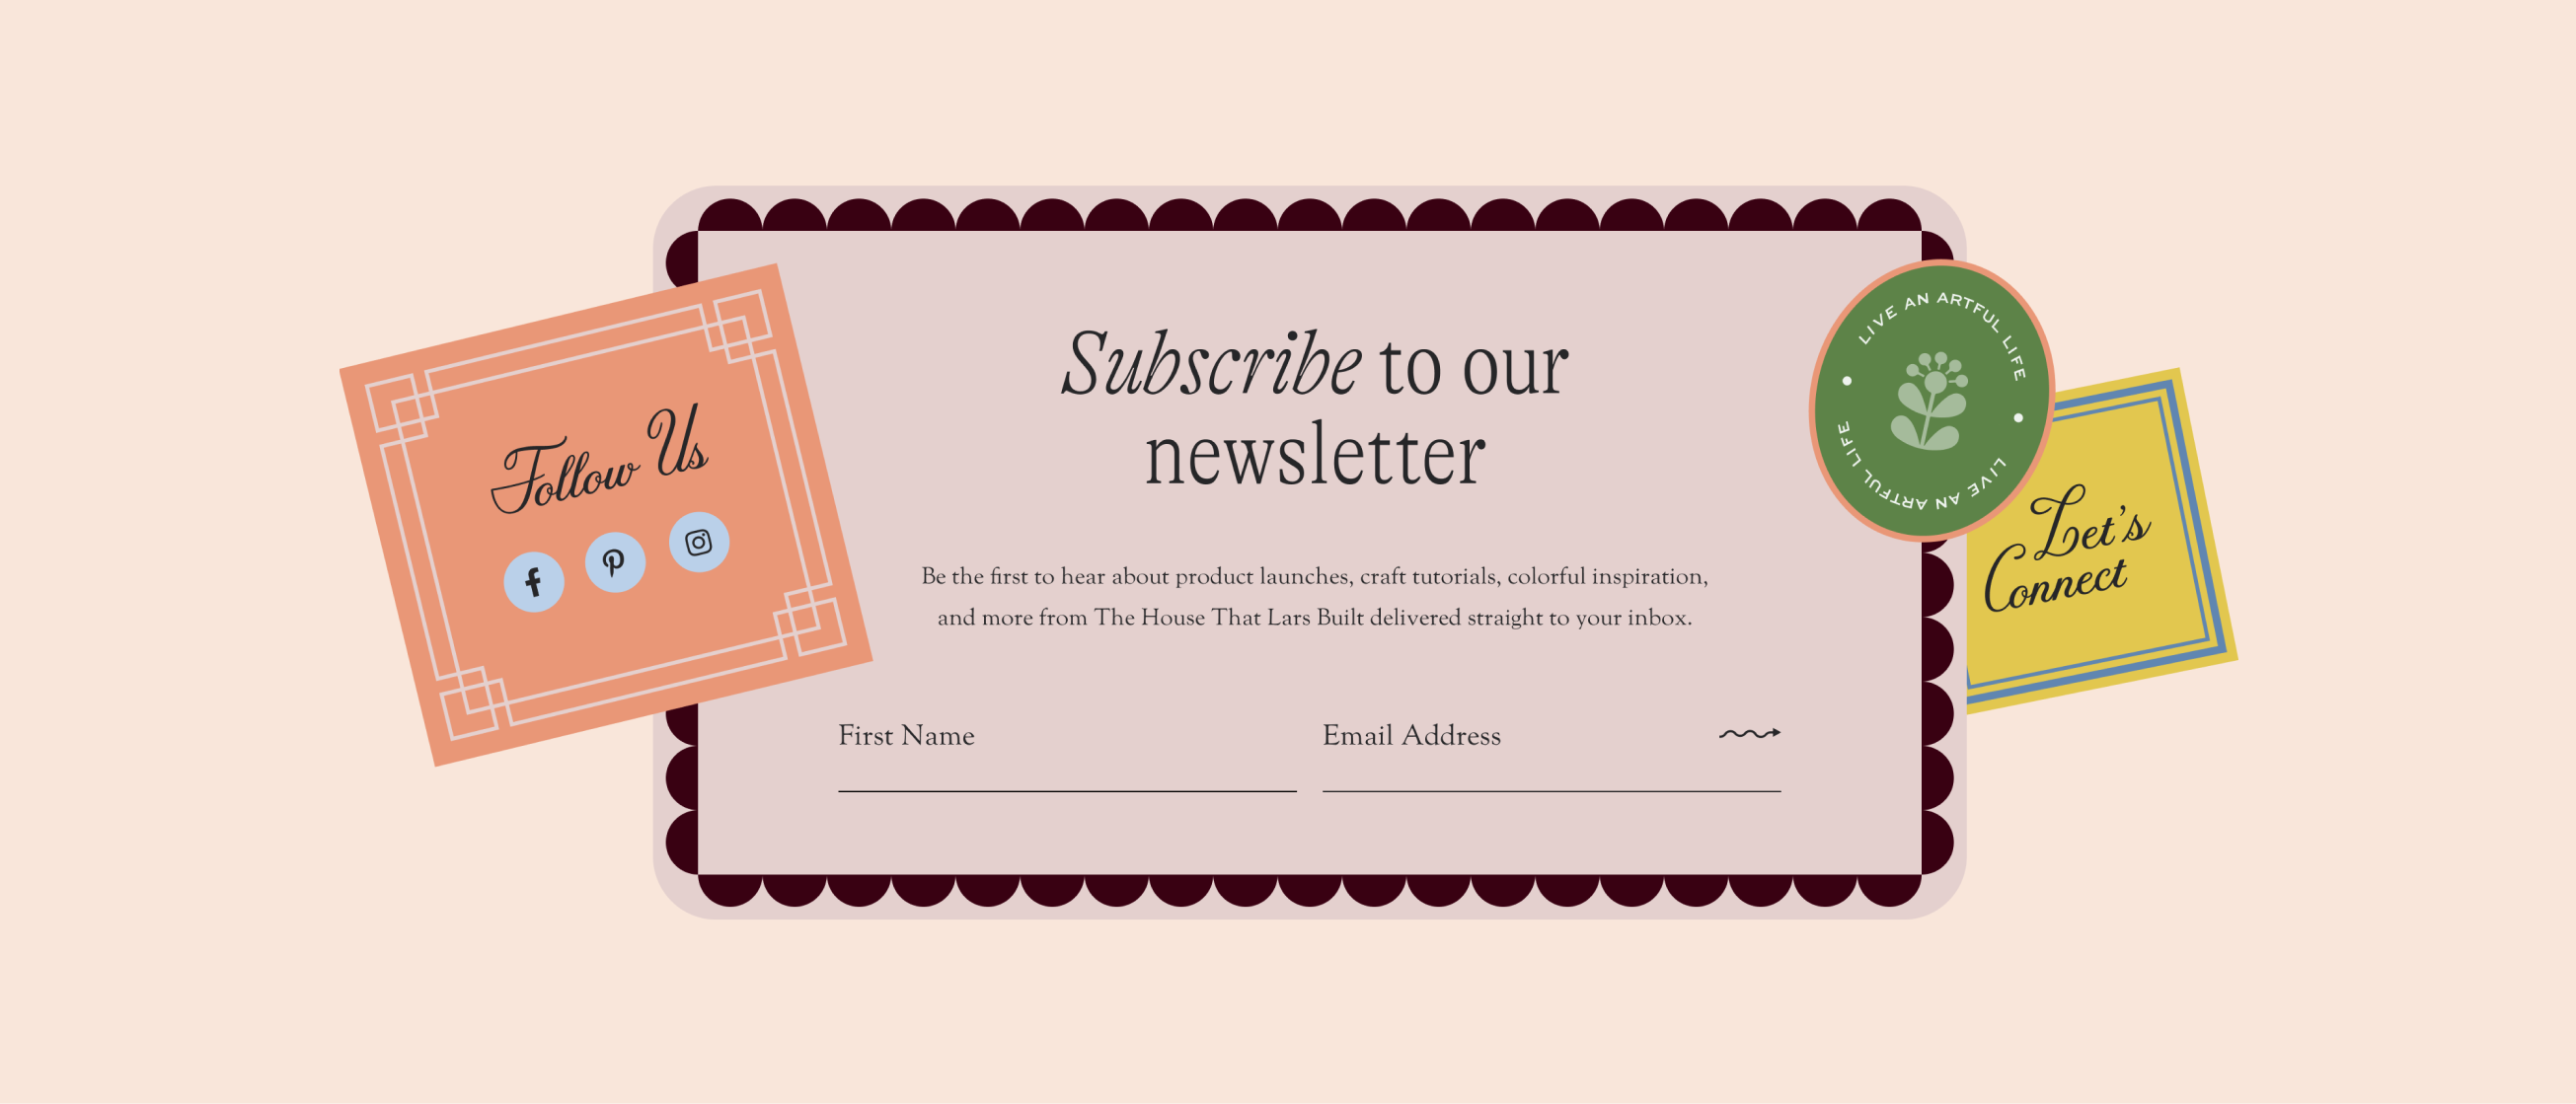 Follow Us
Subscribe to our
newsletter
Be the first to hear about product launches, craft tutorials, colorful inspiration,
and more from The House That Lars Built delivered straight to your inbox.
First Name
Email Address
LIVE AN ARTFUL LIFE
LIVE AN ARTFUL LIFE
Let’s
Connect